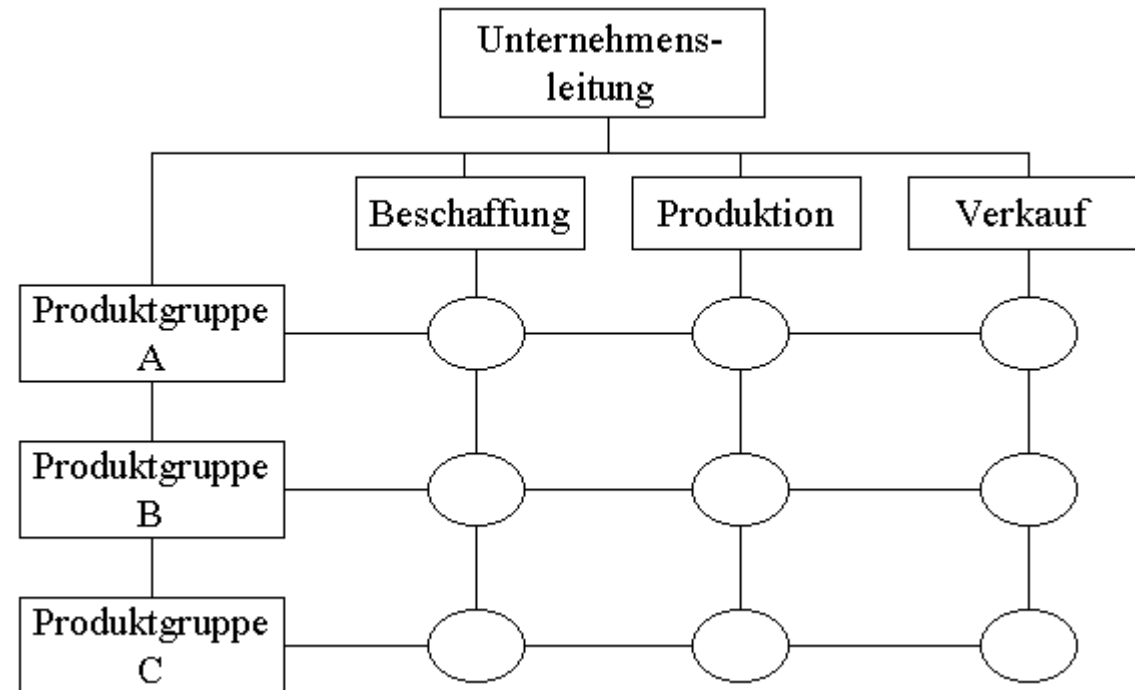 Unternehmens-
leitung
Beschaffung
Produktion
Verkauf
Produktgruppe
A
Produktgruppe
B
Produktgruppe
C